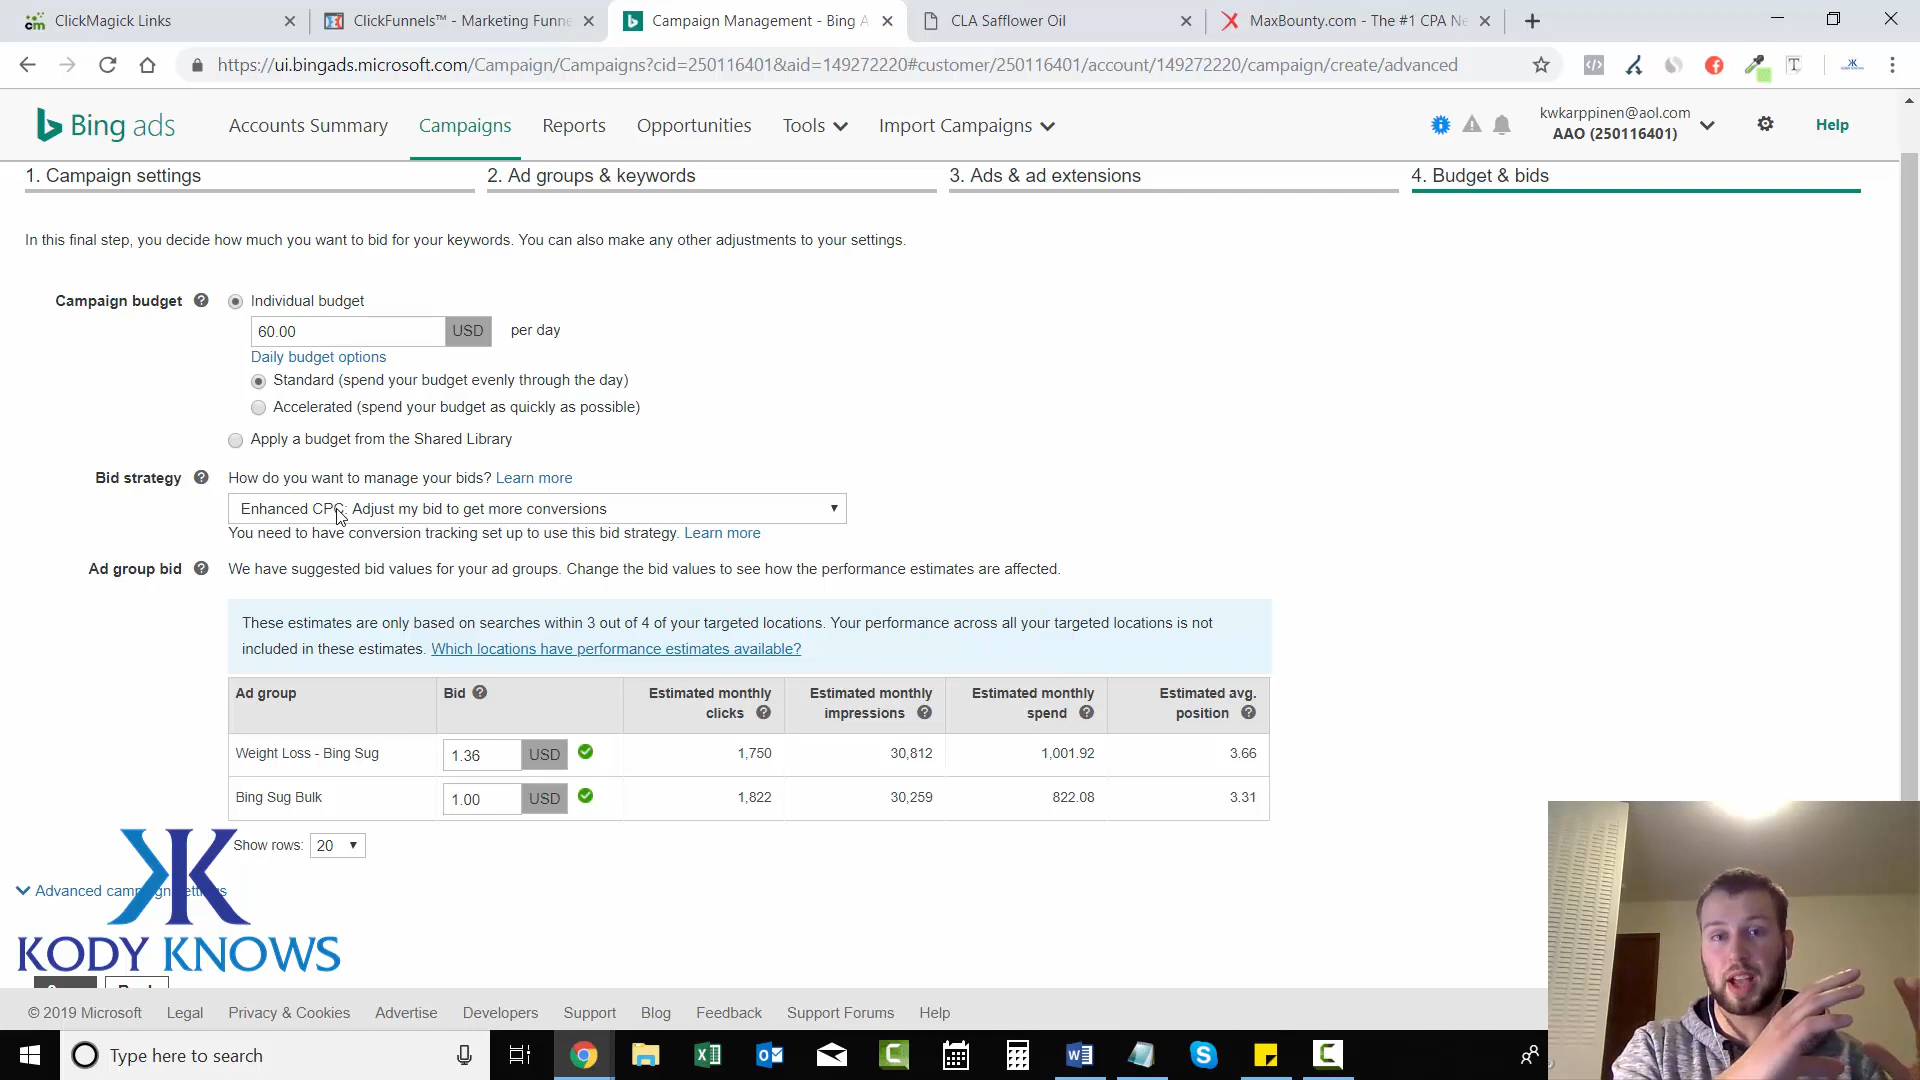 ClickMagick Links
ClickFunnels™ - Marketing Funne
Campaign Management - Bing A
CLA Safflower Oil
MaxBounty.com - The #1 CPA Ne
https://ui.bingads.microsoft.com/Campaign/Campaigns?cid=250116401&aid=149272220#customer/250116401/account/149272220/campaign/create/advanced
Bing ads
Accounts Summary
Campaigns
Reports
Opportunities
Tools
Import Campaigns
kwkarppinen@aol.com
AAO (250116401)
Help
1. Campaign settings
2. Ad groups & keywords
3. Ads & ad extensions
4. Budget & bids
In this final step, you decide how much you want to bid for your keywords. You can also make any other adjustments to your settings.
Campaign budget
Individual budget
60.00 USD per day
Daily budget options
Standard (spend your budget evenly through the day)
Accelerated (spend your budget as quickly as possible)
Apply a budget from the Shared Library
Bid strategy
How do you want to manage your bids? Learn more
Enhanced CPC: Adjust my bid to get more conversions
You need to have conversion tracking set up to use this bid strategy. Learn more
Ad group bid
We have suggested bid values for your ad groups. Change the bid values to see how the performance estimates are affected.
These estimates are only based on searches within 3 out of 4 of your targeted locations. Your performance across all your targeted locations is not
included in these estimates. Which locations have performance estimates available?
Ad group
Bid
Estimated monthly clicks
Estimated monthly impressions
Estimated monthly spend
Estimated avg. position
Weight Loss - Bing Sug 1.36 USD 1,750 30,812 1,001.92 3.66
Bing Sug Bulk 1.00 USD 1,822 30,259 822.08 3.31
Show rows: 20
Advanced campaign settings
KK
KODY KNOWS
© 2019 Microsoft
Legal
Privacy & Cookies
Advertise
Developers
Support
Blog
Feedback
Support Forums
Help
Type here to search